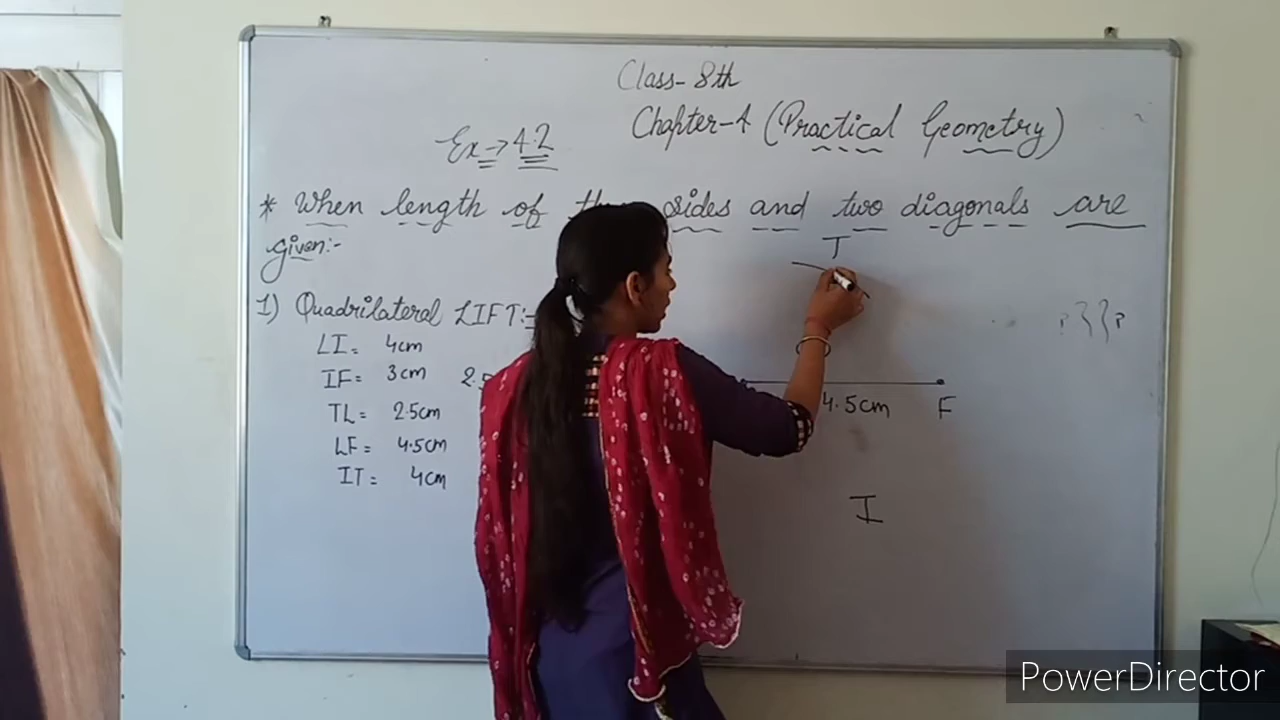 Class-8th
Chapter-4 (Practical Geometry)
Ex→4.2
* When length of sides and two diagonals are
given:-
1) Quadrilateral LIFT:-
LI= 4cm
IF= 3cm
TL= 2.5cm
LF= 4.5cm
IT= 4cm
T
4.5cm F
I
PowerDirector